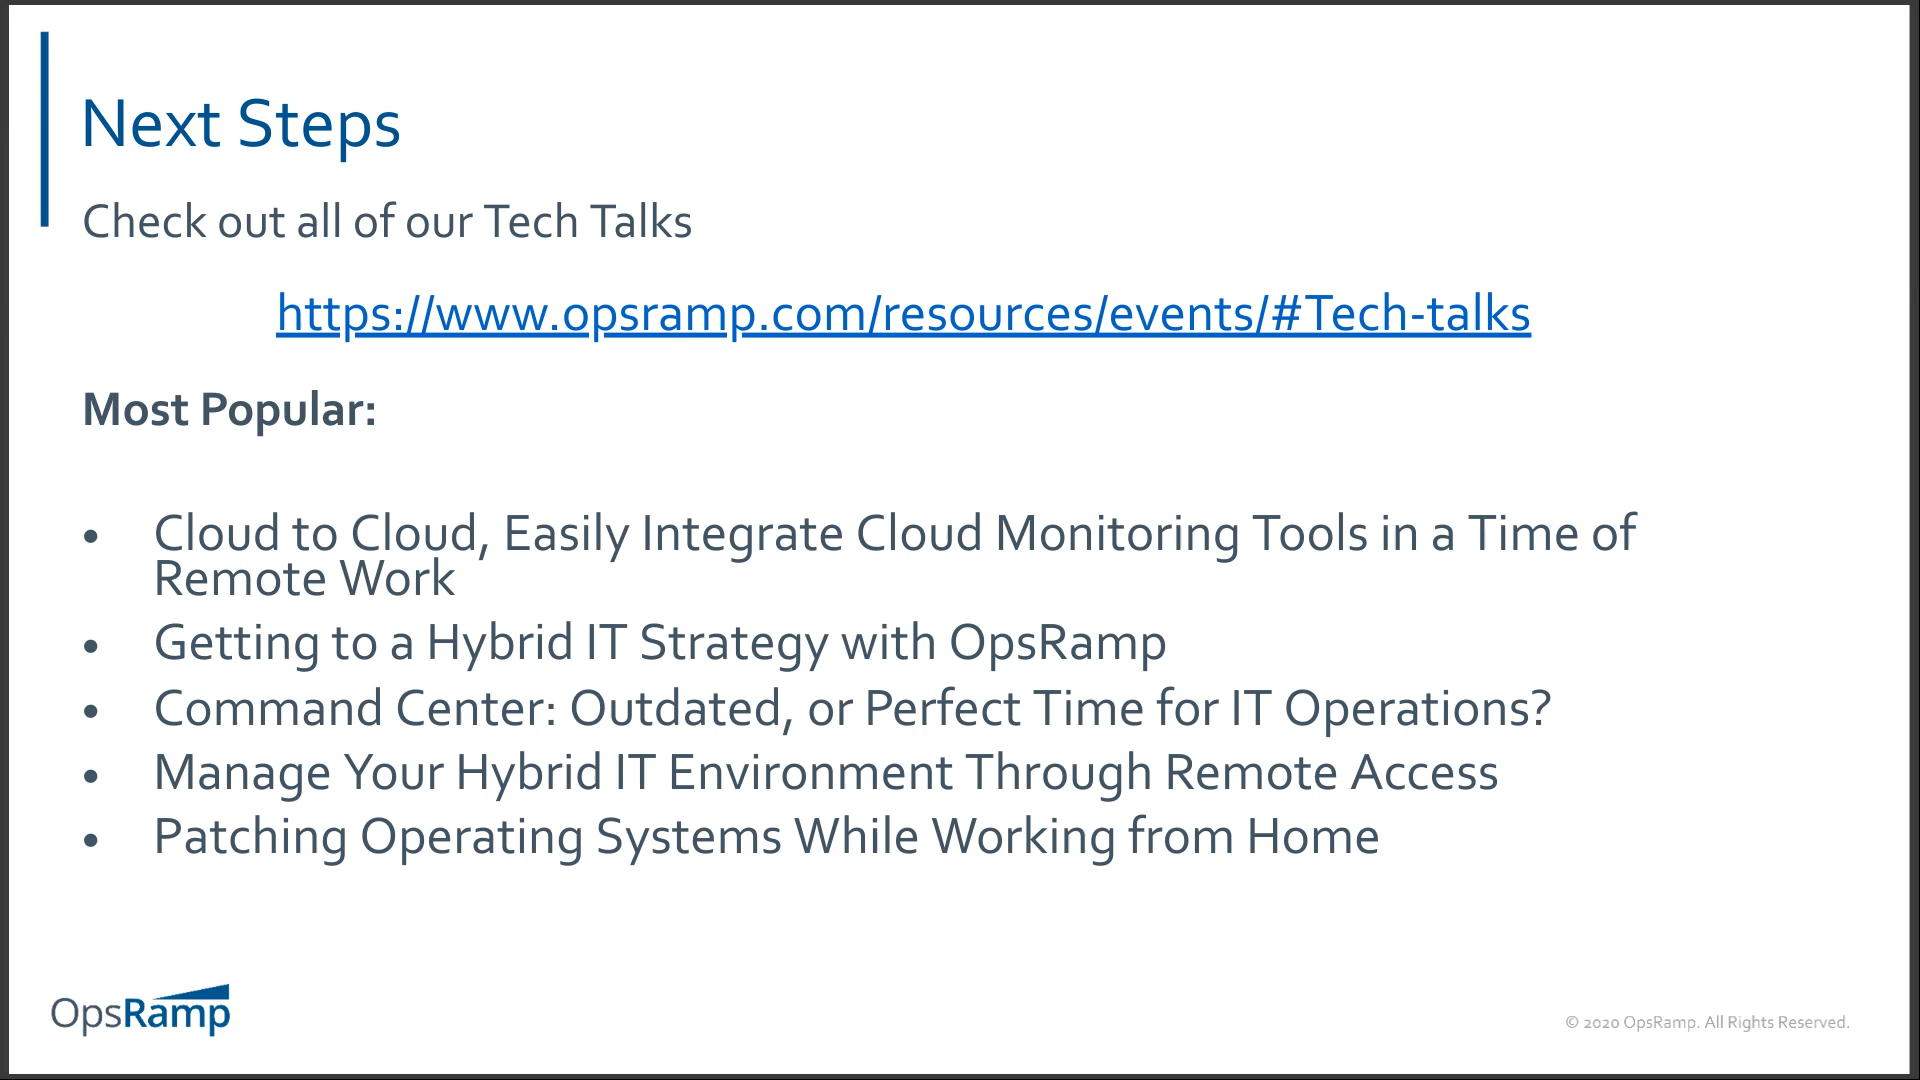 Next Steps
Check out all of our Tech Talks
https://www.opsramp.com/resources/events/#Tech-talks
Most Popular:
• Cloud to Cloud, Easily Integrate Cloud Monitoring Tools in a Time of
Remote Work
• Getting to a Hybrid IT Strategy with OpsRamp
• Command Center: Outdated, or Perfect Time for IT Operations?
• Manage Your Hybrid IT Environment Through Remote Access
• Patching Operating Systems While Working from Home
OpsRamp
© 2020 OpsRamp. All Rights Reserved.